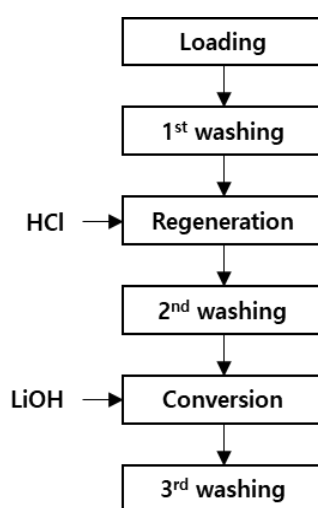 Loading
1st washing
HCl
Regeneration
2nd washing
LiOH
Conversion
3rd washing